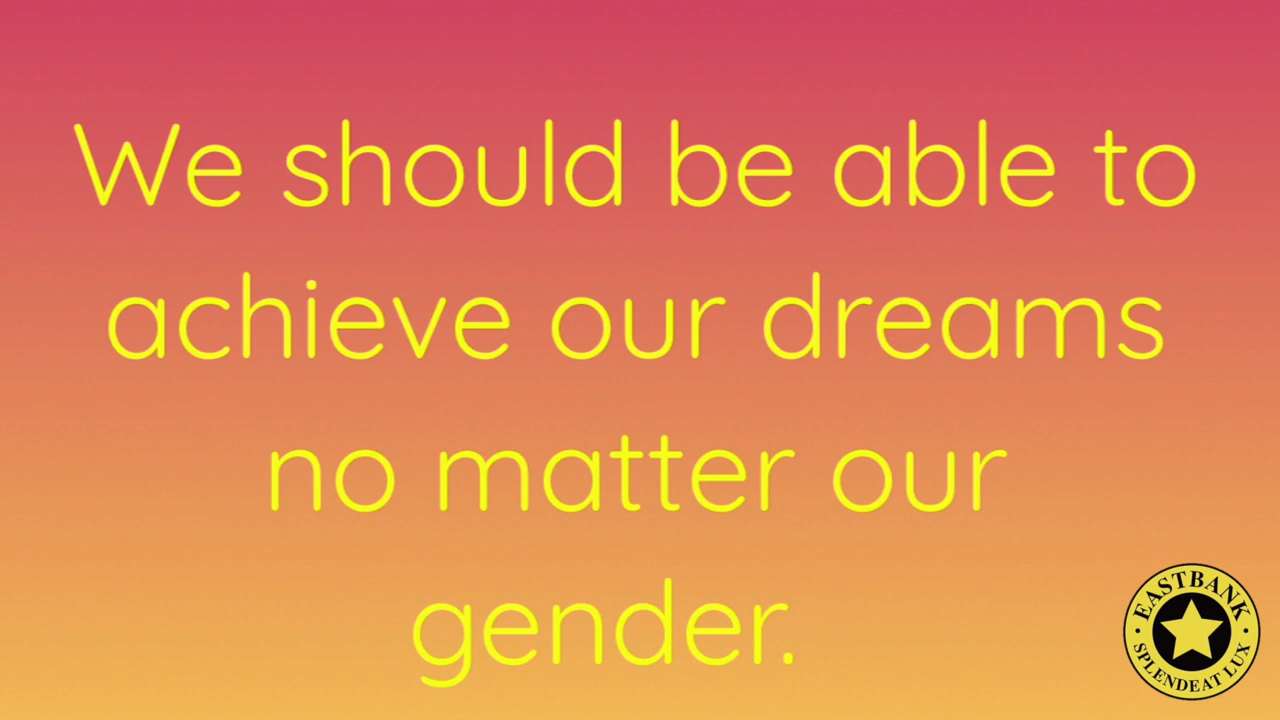 We should be able to
achieve our dreams
no matter our
gender.
EASTBANK
SPLENDEAT LUX